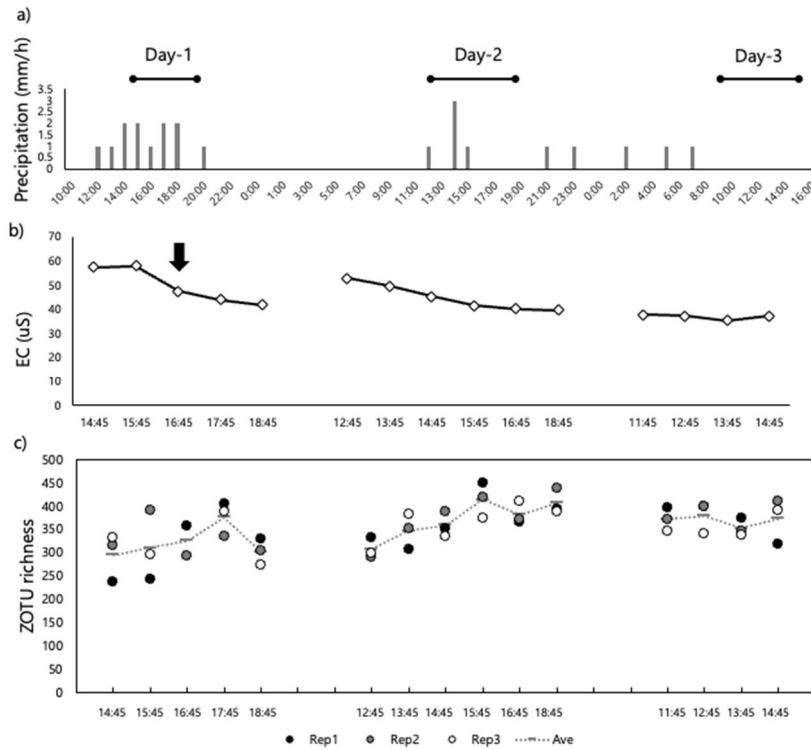 a)
Day-1 Day-2 Day-3
Precipitation (mm/h)
3.5
3
2.5
2
1.5
1
0.5
0
10:00 12:00 14:00 16:00 18:00 20:00 22:00 0:00 1:00 3:00 5:00 7:00 9:00 11:00 13:00 15:00 17:00 19:00 21:00 23:00 0:00 2:00 4:00 6:00 8:00 10:00 12:00 14:00 16:00
b)
EC (uS)
70
60
50
40
30
20
10
0
14:45 15:45 16:45 17:45 18:45 12:45 13:45 14:45 15:45 16:45 18:45 11:45 12:45 13:45 14:45
c)
ZOTU richness
500
450
400
350
300
250
200
150
100
50
0
14:45 15:45 16:45 17:45 18:45 12:45 13:45 14:45 15:45 16:45 18:45 11:45 12:45 13:45 14:45
Rep1 Rep2 Rep3 Ave